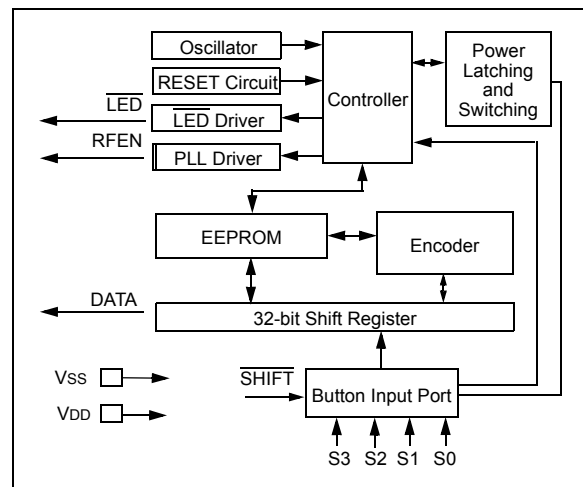 Oscillator
RESET Circuit
LED
LED Driver
RFEN
PLL Driver
Controller
Power
Latching
and
Switching
EEPROM
Encoder
DATA
32-bit Shift Register
VSS
VDD
SHIFT
Button Input Port
S3 S2 S1 S0